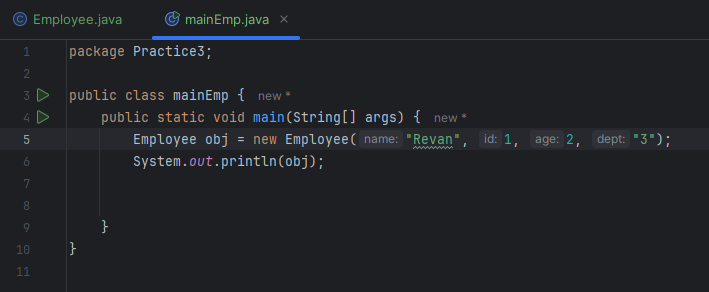 Employee.java mainEmp.java ×
1 package Practice3;
2
3 public class mainEmp { new *
4 public static void main(String[] args) { new *
5 Employee obj = new Employee( name: "Revan", id: 1, age: 2, dept: "3");
6 System.out.println(obj);
7
8
9 }
10 }
11